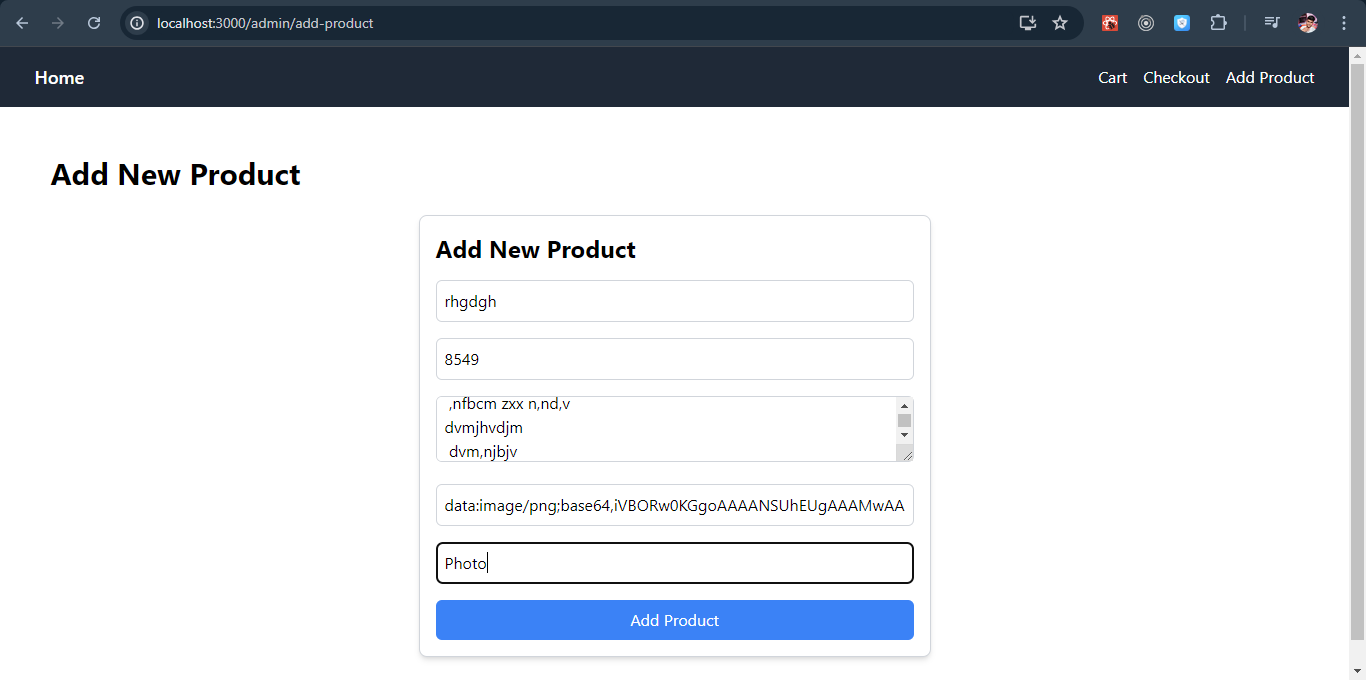 localhost:3000/admin/add-product
Home
Cart Checkout Add Product
Add New Product
Add New Product
rhgdgh
8549
,nfbcm zxx n,nd,v
dvmjhvdjm
dvm,njbjv
data:image/png;base64,iVBORw0KGgoAAAANSUhEUgAAAMwAA
Photo
Add Product